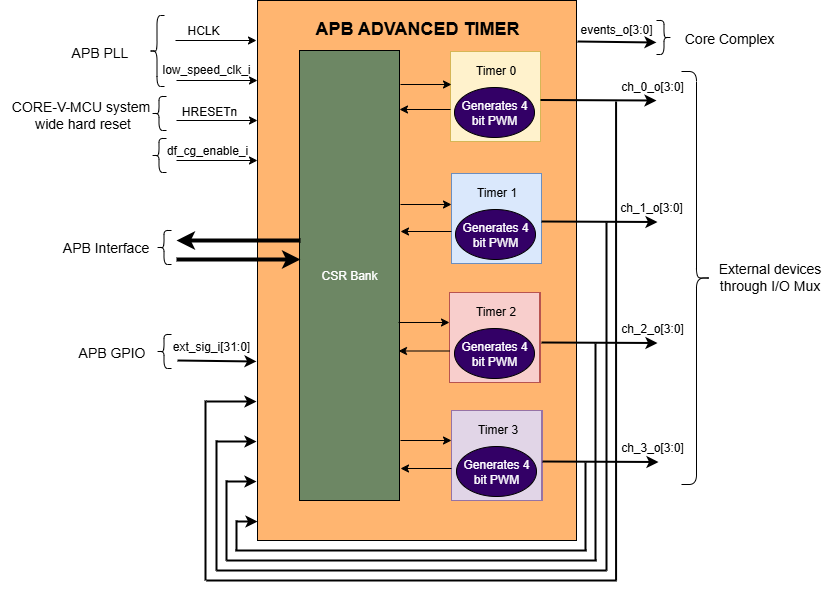 APB ADVANCED TIMER
APB PLL
HCLK
low_speed_clk_i
CORE-V-MCU system
wide hard reset
HRESETn
df_cg_enable_i
APB Interface
APB GPIO
ext_sig_i[31:0]
CSR Bank
Timer 0
Generates 4
bit PWM
Timer 1
Generates 4
bit PWM
Timer 2
Generates 4
bit PWM
Timer 3
Generates 4
bit PWM
events_o[3:0]
Core Complex
ch_0_o[3:0]
ch_1_o[3:0]
ch_2_o[3:0]
ch_3_o[3:0]
External devices
through I/O Mux